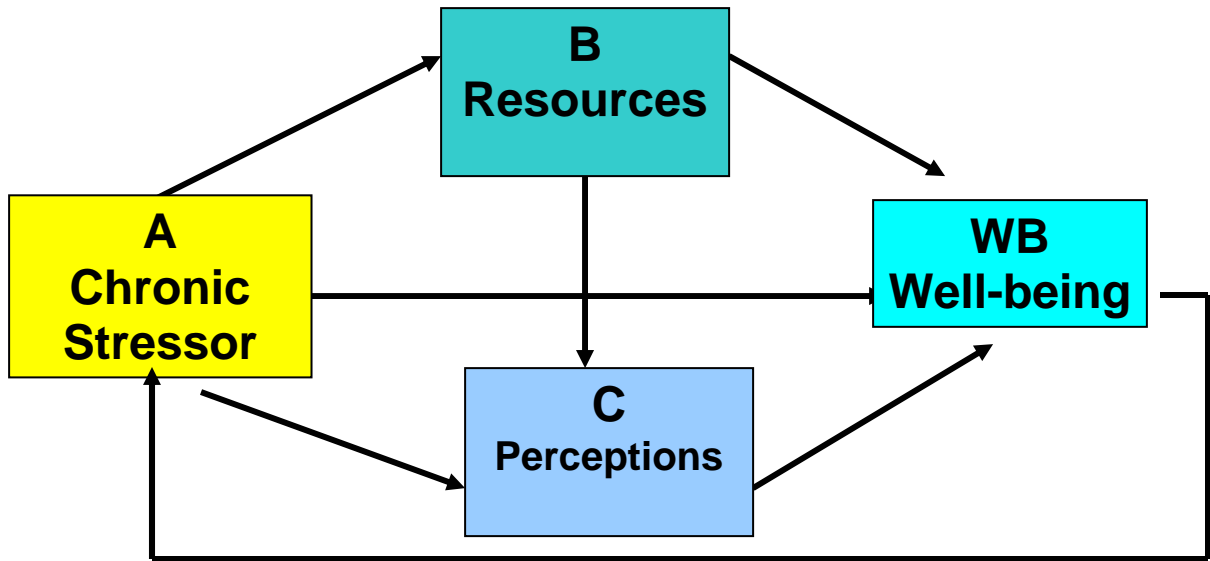 B
Resources
A
Chronic
Stressor
WB
Well-being
C
Perceptions